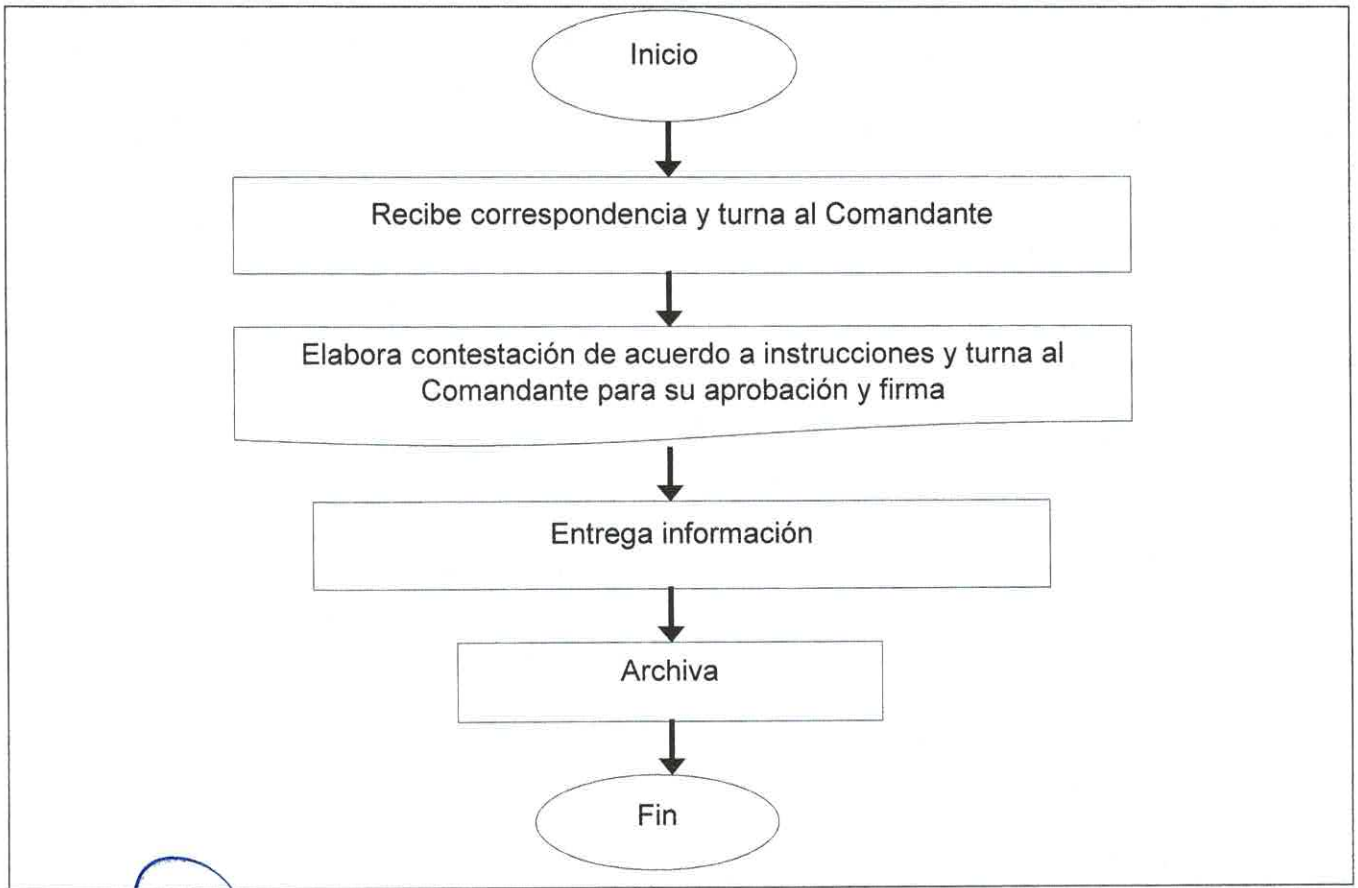 Inicio
Recibe correspondencia y turna al Comandante
Elabora contestación de acuerdo a instrucciones y turna al
Comandante para su aprobación y firma
Entrega información
Archiva
Fin